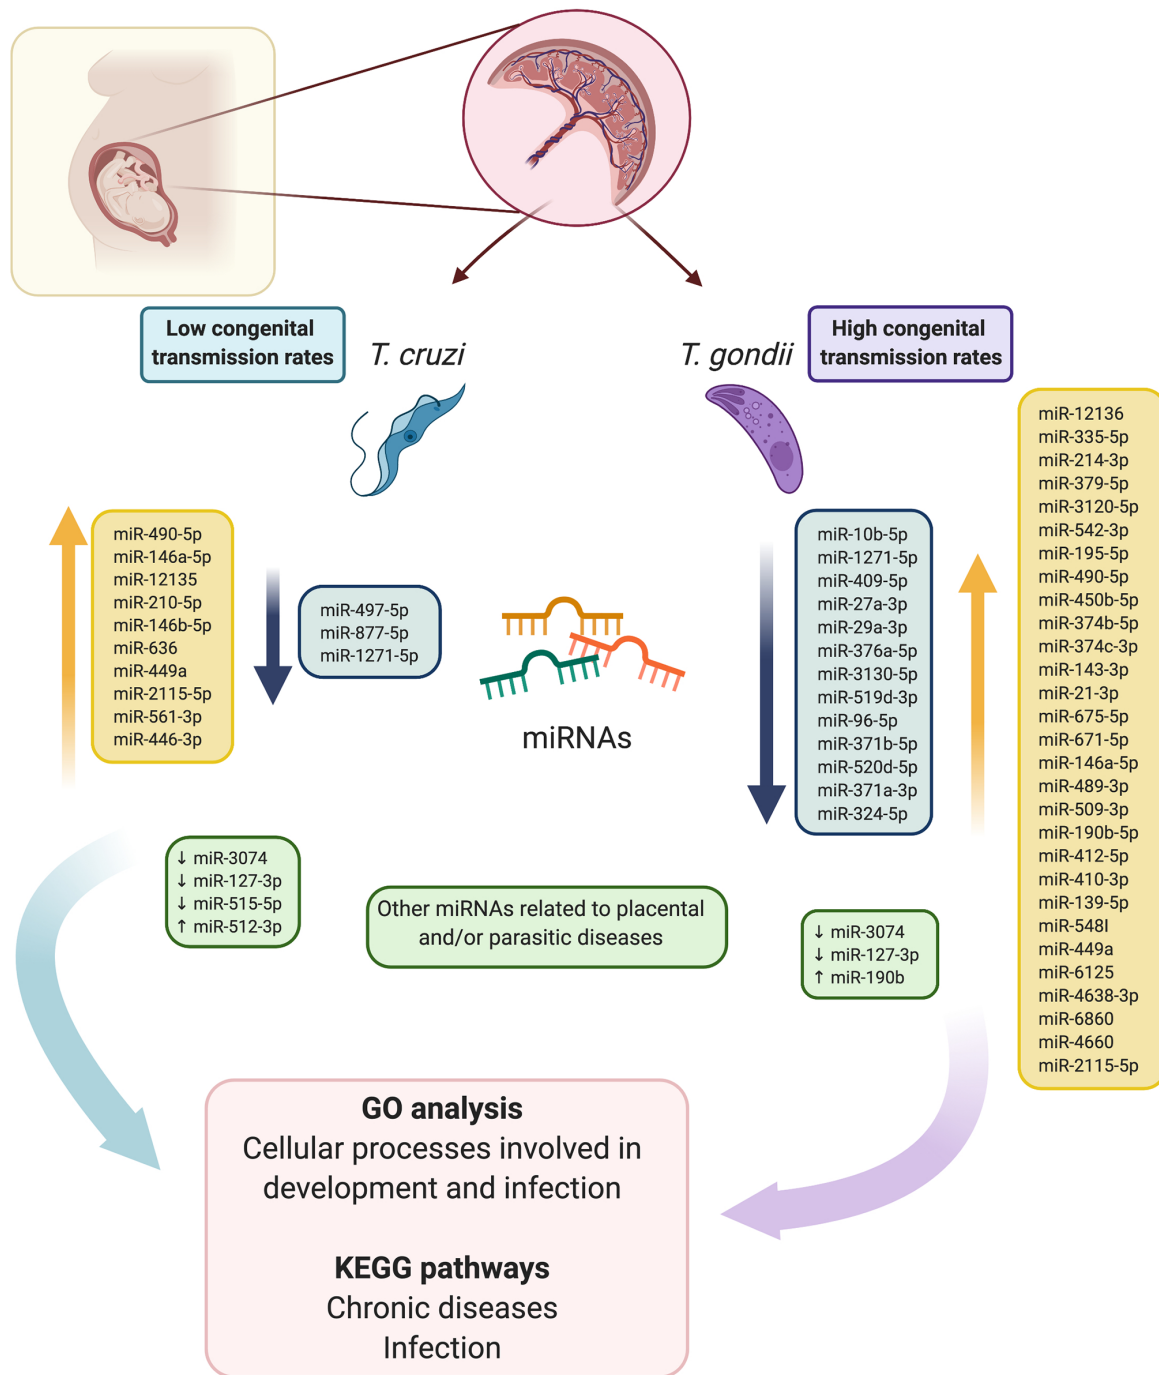 Low congenital
transmission rates
T. cruzi
T. gondii
High congenital
transmission rates
miR-490-5p
miR-146a-5p
miR-12135
miR-210-5p
miR-146b-5p
miR-636
miR-449a
miR-2115-5p
miR-561-3p
miR-446-3p
miR-497-5p
miR-877-5p
miR-1271-5p
miRNAs
miR-10b-5p
miR-1271-5p
miR-409-5p
miR-27a-3p
miR-29a-3p
miR-376a-5p
miR-3130-5p
miR-519d-3p
miR-96-5p
miR-371b-5p
miR-520d-5p
miR-371a-3p
miR-324-5p
miR-12136
miR-335-5p
miR-214-3p
miR-379-5p
miR-3120-5p
miR-542-3p
miR-195-5p
miR-490-5p
miR-450b-5p
miR-374b-5p
miR-374c-3p
miR-143-3p
miR-21-3p
miR-675-5p
miR-671-5p
miR-146a-5p
miR-489-3p
miR-509-3p
miR-190b-5p
miR-412-5p
miR-410-3p
miR-139-5p
miR-548l
miR-449a
miR-6125
miR-4638-3p
miR-6860
miR-4660
miR-2115-5p
↓ miR-3074
↓ miR-127-3p
↓ miR-515-5p
↑ miR-512-3p
Other miRNAs related to placental
and/or parasitic diseases
↓ miR-3074
↓ miR-127-3p
↑ miR-190b
GO analysis
Cellular processes involved in
development and infection
KEGG pathways
Chronic diseases
Infection